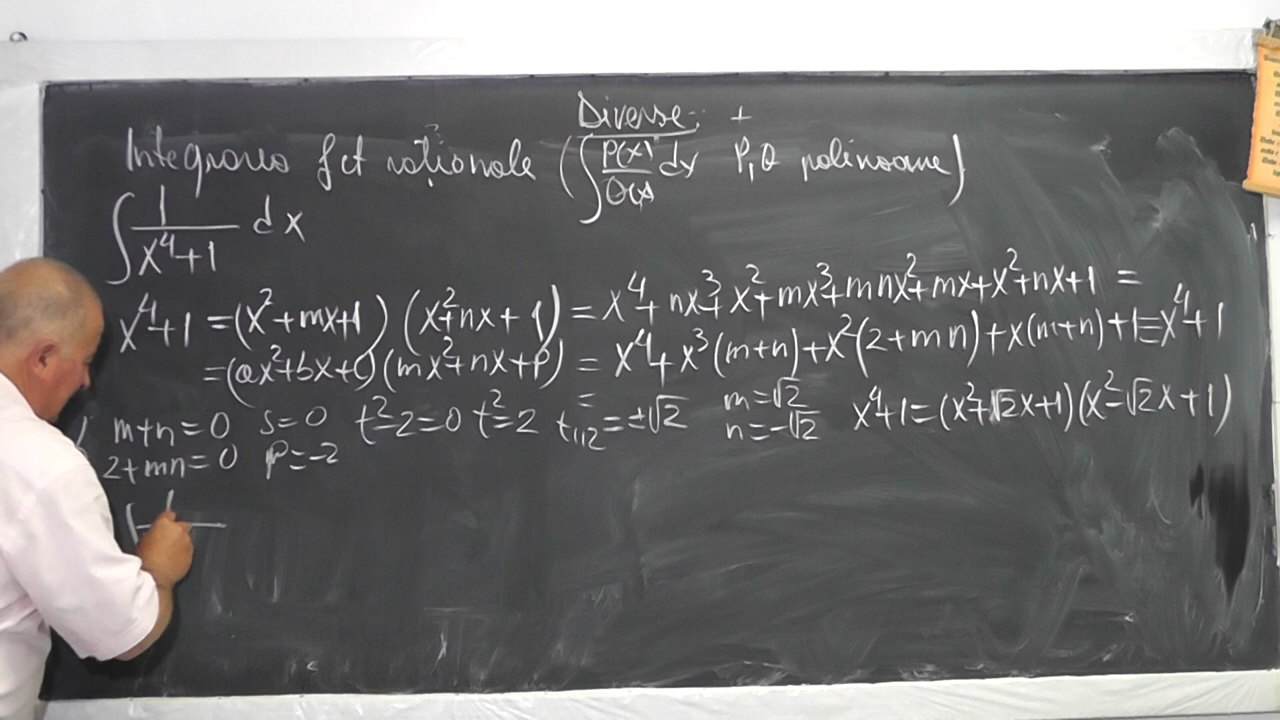 Diverse: +
Integrarea fct raționale (∫ P(x)/Q(x) dx P,Q polinoame)
∫ 1/(x⁴+1) dx
x⁴+1 = (x²+mx+1)(x²+nx+1) = x⁴+nx³+x²+mx³+mnx²+mx+x²+nx+1 =
=(ax²+bx+c)(mx²+nx+p) = x⁴+x³(m+n)+x²(2+mn)+x(m+n)+1≡x⁴+1
m+n=0 s=0 t²-2=0 t²=2 t₁,₂=±√2 m=√2 x⁴+1=(x²+√2x+1)(x²-√2x+1)
2+mn=0 p=-2 n=-√2
∫ 1/